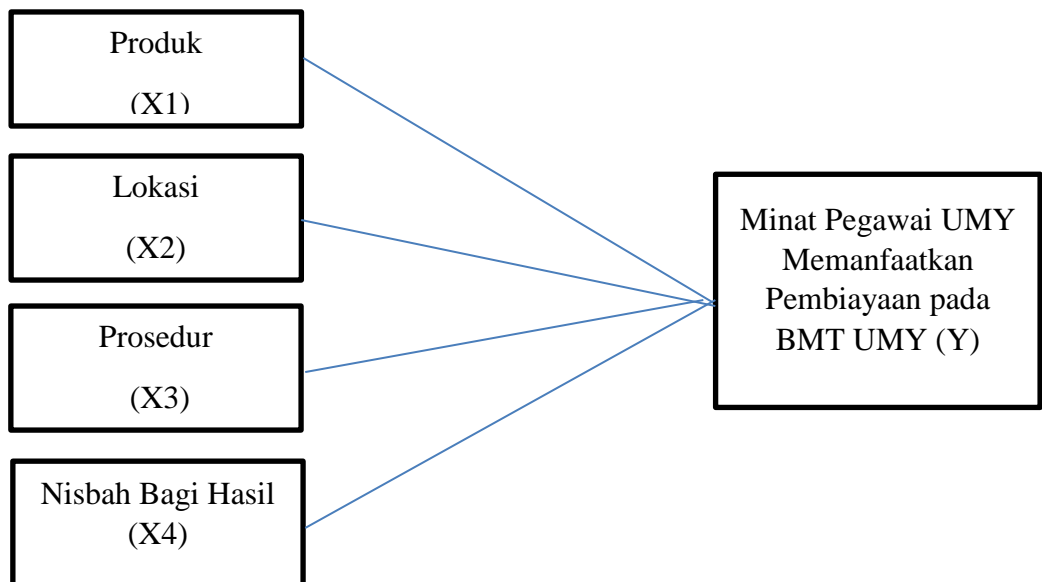 Produk
(X1)
Lokasi
(X2)
Prosedur
(X3)
Nisbah Bagi Hasil
(X4)
Minat Pegawai UMY
Memanfaatkan
Pembiayaan pada
BMT UMY (Y)